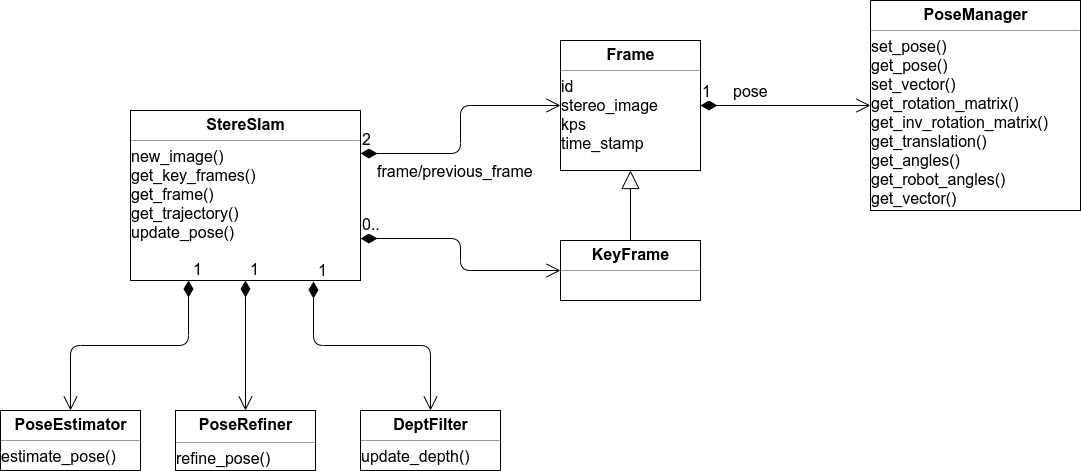 PoseManager
set_pose()
get_pose()
set_vector()
get_rotation_matrix()
get_inv_rotation_matrix()
get_translation()
get_angles()
get_robot_angles()
get_vector()
Frame
id
stereo_image
kps
time_stamp
1
pose
StereSlam
new_image()
get_key_frames()
get_frame()
get_trajectory()
update_pose()
2
frame/previous_frame
0..
KeyFrame
1
1
1
PoseEstimator
estimate_pose()
PoseRefiner
refine_pose()
DeptFilter
update_depth()